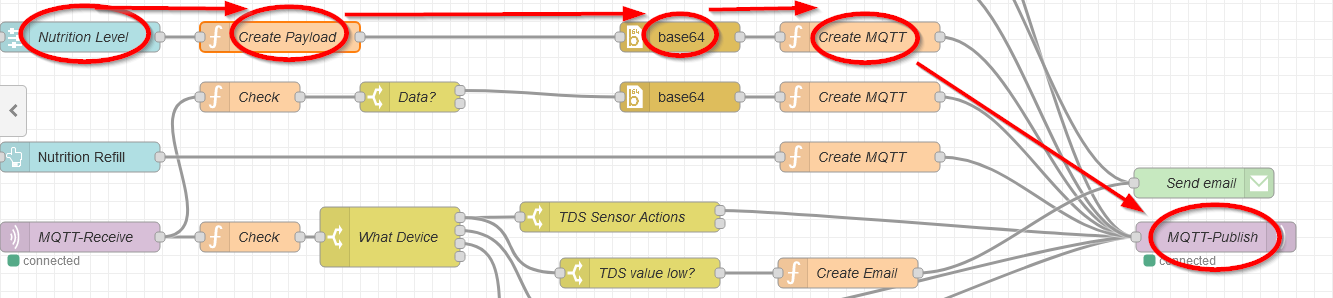 Nutrition Level
Create Payload
base64
Create MQTT
Check
Data?
base64
Create MQTT
Nutrition Refill
Create MQTT
Send email
MQTT-Receive
connected
Check
What Device
TDS Sensor Actions
MQTT-Publish
connected
TDS value low?
Create Email